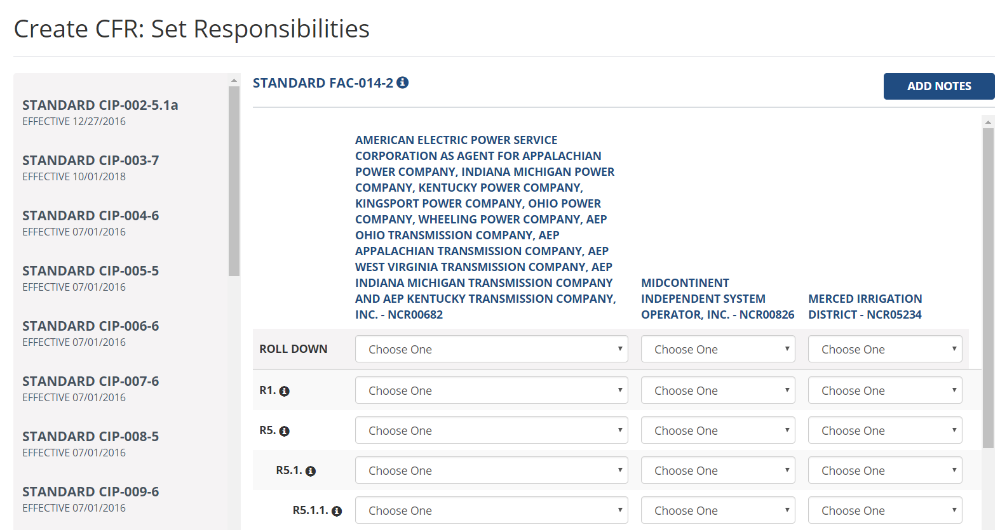 Create CFR: Set Responsibilities
STANDARD CIP-002-5.1a
EFFECTIVE 12/27/2016
STANDARD CIP-003-7
EFFECTIVE 10/01/2018
STANDARD CIP-004-6
EFFECTIVE 07/01/2016
STANDARD CIP-005-5
EFFECTIVE 07/01/2016
STANDARD CIP-006-6
EFFECTIVE 07/01/2016
STANDARD CIP-007-6
EFFECTIVE 07/01/2016
STANDARD CIP-008-5
EFFECTIVE 07/01/2016
STANDARD CIP-009-6
EFFECTIVE 07/01/2016
STANDARD FAC-014-2
ADD NOTES
AMERICAN ELECTRIC POWER SERVICE
CORPORATION AS AGENT FOR APPALACHIAN
POWER COMPANY, INDIANA MICHIGAN POWER
COMPANY, KENTUCKY POWER COMPANY,
KINGSPORT POWER COMPANY, OHIO POWER
COMPANY, WHEELING POWER COMPANY, AEP
OHIO TRANSMISSION COMPANY, AEP
APPALACHIAN TRANSMISSION COMPANY, AEP
WEST VIRGINIA TRANSMISSION COMPANY, AEP
INDIANA MICHIGAN TRANSMISSION COMPANY
AND AEP KENTUCKY TRANSMISSION COMPANY,
INC. - NCR00682
MIDCONTINENT
INDEPENDENT SYSTEM
OPERATOR, INC. - NCR00826
MERCED IRRIGATION
DISTRICT - NCR05234
ROLL DOWN Choose One Choose One Choose One
R1. Choose One Choose One Choose One
R5. Choose One Choose One Choose One
R5.1. Choose One Choose One Choose One
R5.1.1. Choose One Choose One Choose One